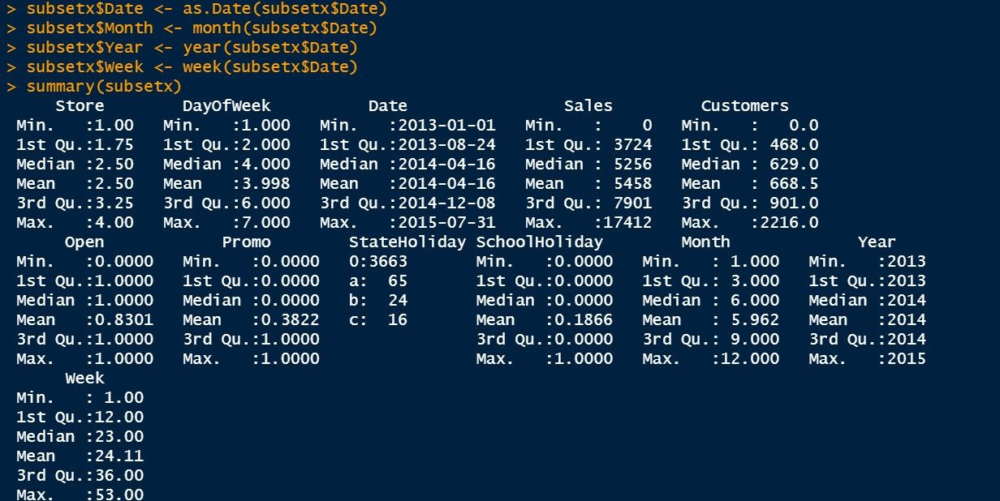 > subsetx$Date <- as.Date(subsetx$Date)
> subsetx$Month <- month(subsetx$Date)
> subsetx$Year <- year(subsetx$Date)
> subsetx$Week <- week(subsetx$Date)
> summary(subsetx)
     Store        DayOfWeek          Date                Sales         Customers
 Min.   :1.00   Min.   :1.000   Min.   :2013-01-01   Min.   :    0   Min.   :   0.0
 1st Qu.:1.75   1st Qu.:2.000   1st Qu.:2013-08-24   1st Qu.: 3724   1st Qu.: 468.0
 Median :2.50   Median :4.000   Median :2014-04-16   Median : 5256   Median : 629.0
 Mean   :2.50   Mean   :3.998   Mean   :2014-04-16   Mean   : 5458   Mean   : 668.5
 3rd Qu.:3.25   3rd Qu.:6.000   3rd Qu.:2014-12-08   3rd Qu.: 7901   3rd Qu.: 901.0
 Max.   :4.00   Max.   :7.000   Max.   :2015-07-31   Max.   :17412   Max.   :2216.0
      Open            Promo        StateHoliday SchoolHoliday        Month             Year
 Min.   :0.0000   Min.   :0.0000   0:3663       Min.   :0.0000   Min.   : 1.000   Min.   :2013
 1st Qu.:1.0000   1st Qu.:0.0000   a:  65       1st Qu.:0.0000   1st Qu.: 3.000   1st Qu.:2013
 Median :1.0000   Median :0.0000   b:  24       Median :0.0000   Median : 6.000   Median :2014
 Mean   :0.8301   Mean   :0.3822   c:  16       Mean   :0.1866   Mean   : 5.962   Mean   :2014
 3rd Qu.:1.0000   3rd Qu.:1.0000                3rd Qu.:0.0000   3rd Qu.: 9.000   3rd Qu.:2014
 Max.   :1.0000   Max.   :1.0000                Max.   :1.0000   Max.   :12.000   Max.   :2015
      Week
 Min.   : 1.00
 1st Qu.:12.00
 Median :23.00
 Mean   :24.11
 3rd Qu.:36.00
 Max.   :53.00